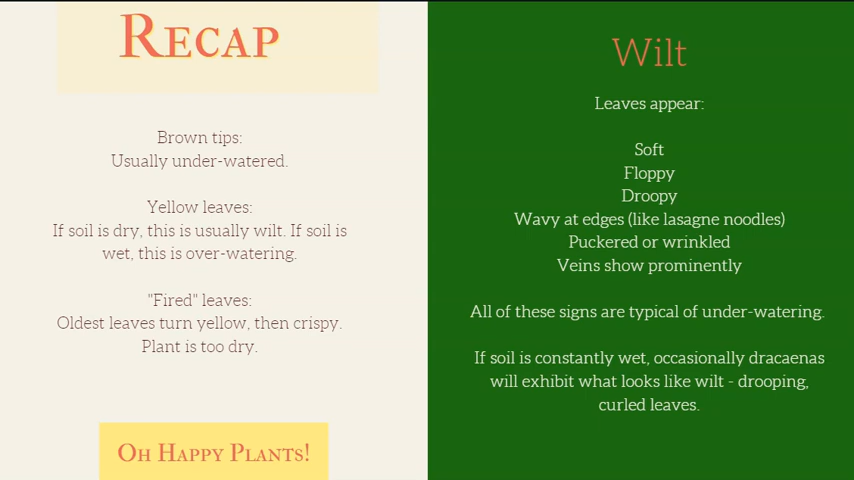 Recap
Brown tips:
Usually under-watered.
Yellow leaves:
If soil is dry, this is usually wilt. If soil is
wet, this is over-watering.
"Fired" leaves:
Oldest leaves turn yellow, then crispy.
Plant is too dry.
Oh Happy Plants!
Wilt
Leaves appear:
Soft
Floppy
Droopy
Wavy at edges (like lasagne noodles)
Puckered or wrinkled
Veins show prominently
All of these signs are typical of under-watering.
If soil is constantly wet, occasionally dracaenas
will exhibit what looks like wilt - drooping,
curled leaves.